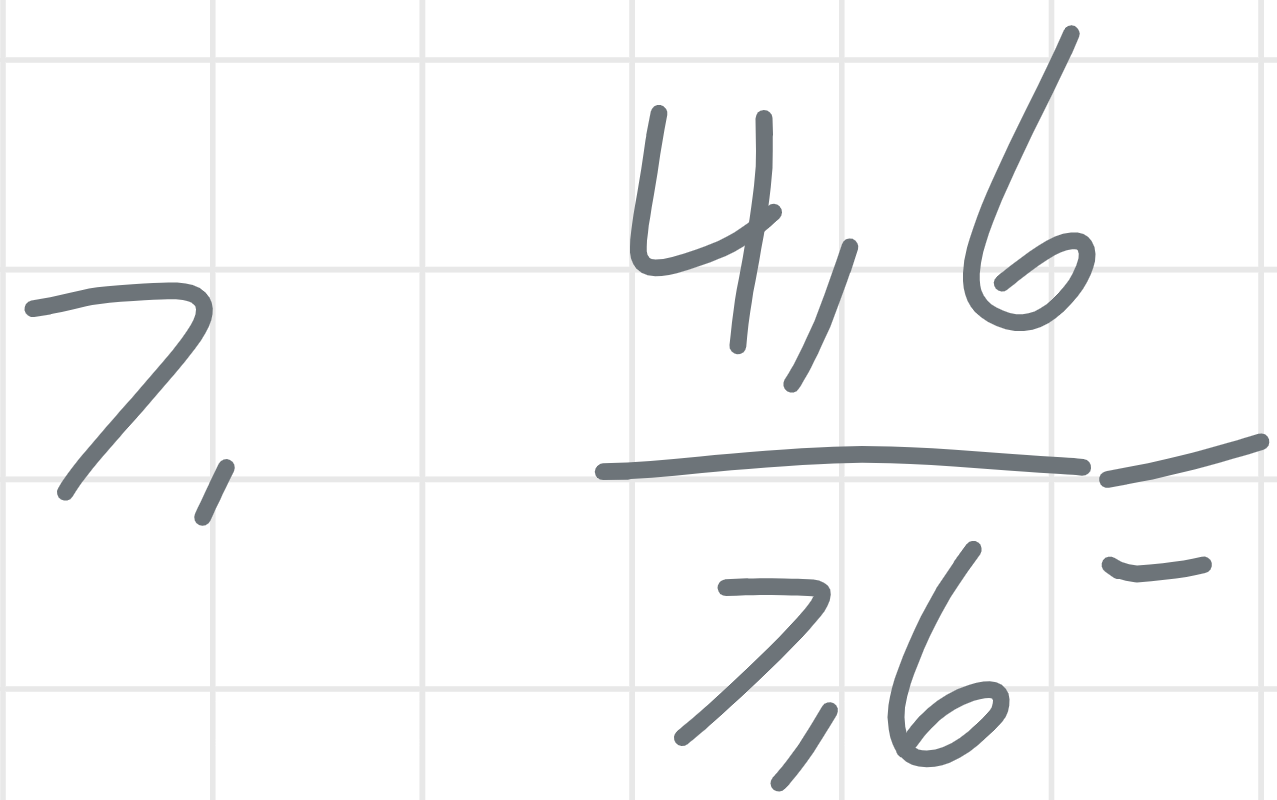 4,6
7, — =
7,6